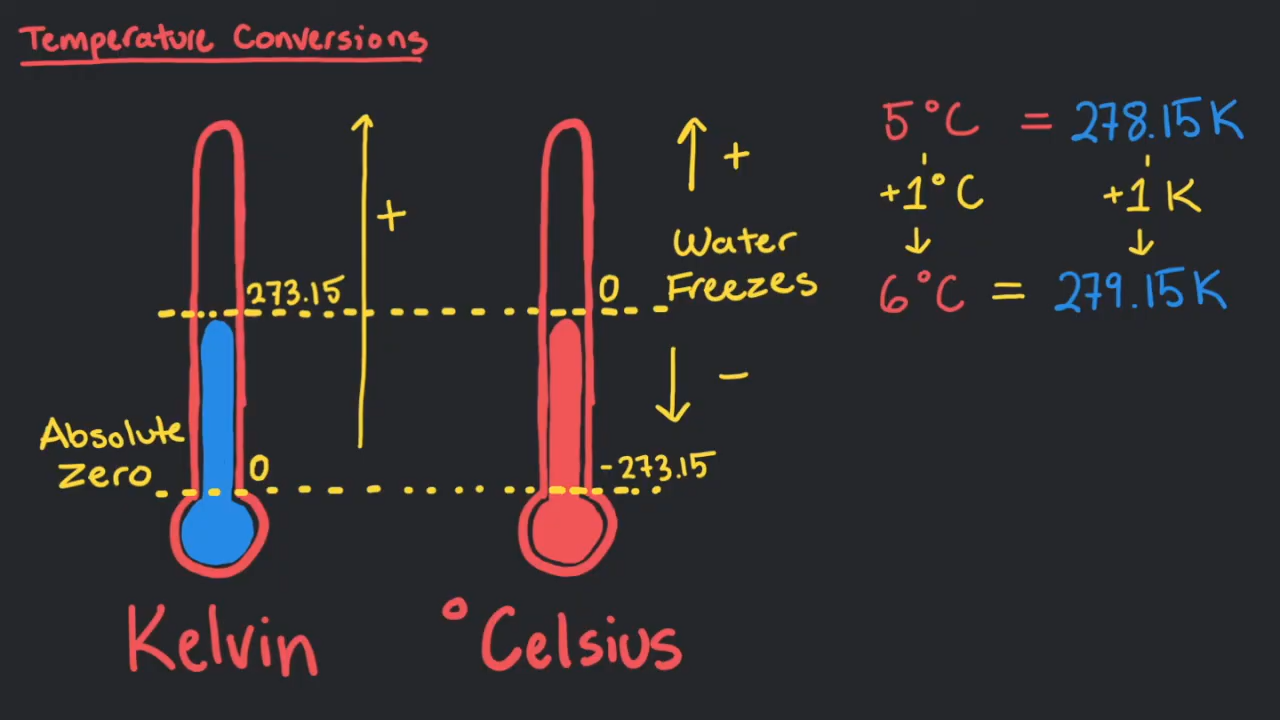 Temperature Conversions
5°C = 278.15K
+1°C +1 K
6°C = 279.15K
+ +
Water
Freezes
273.15 0
-
Absolute
Zero
0 -273.15
Kelvin °Celsius